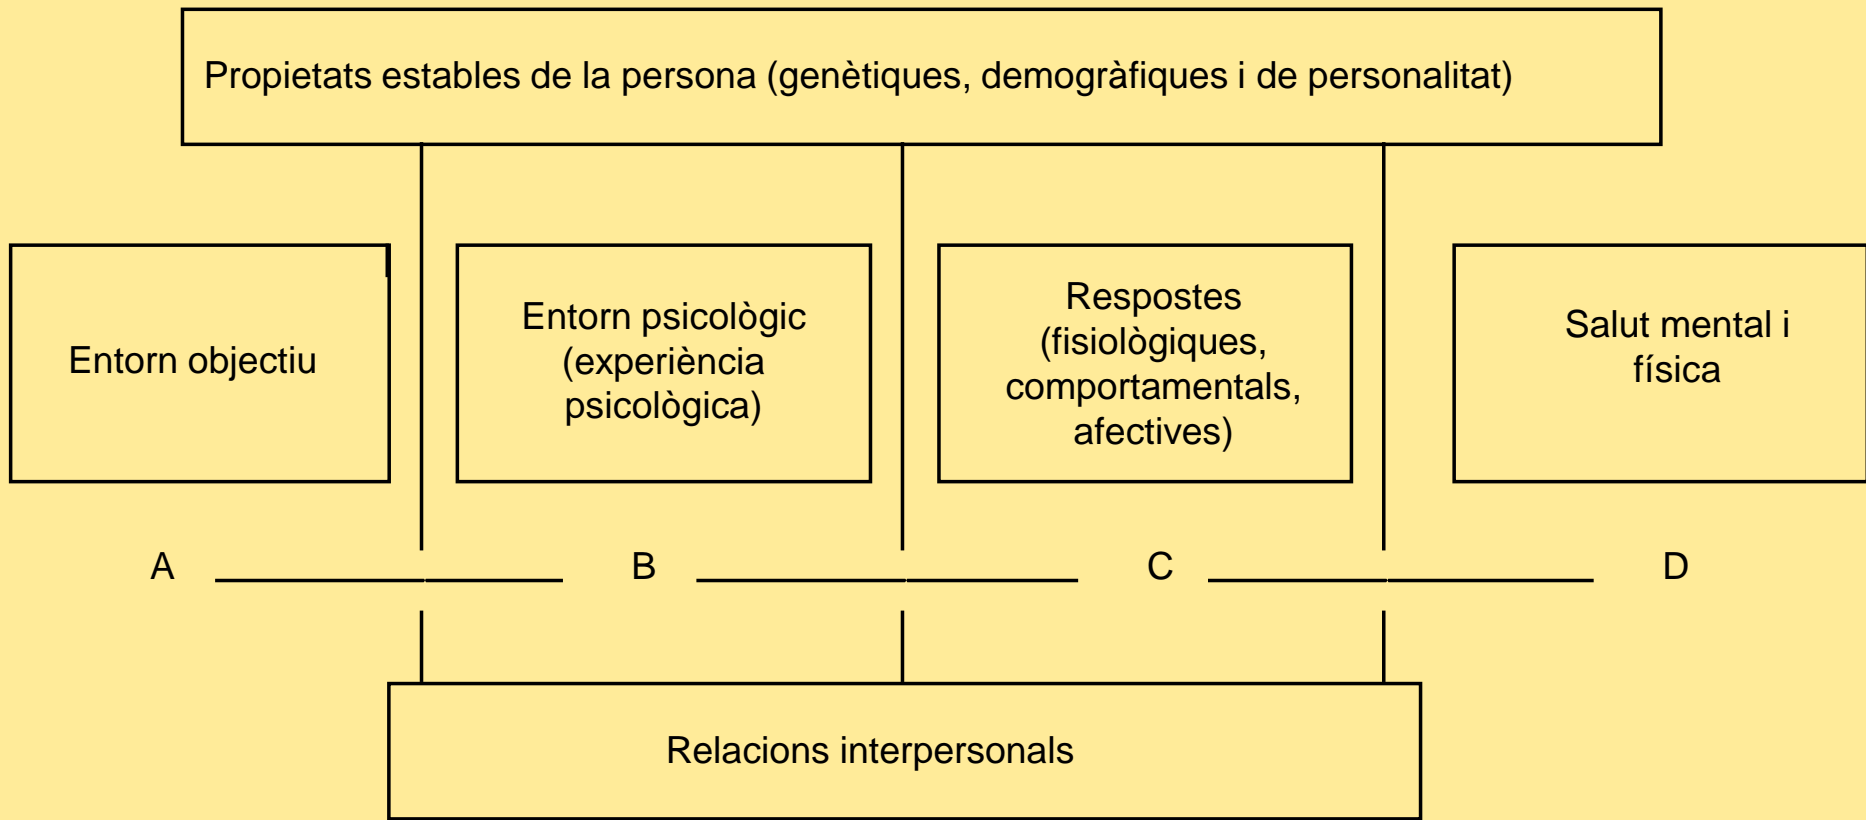 Propietats estables de la persona (genètiques, demogràfiques i de personalitat)
Entorn objectiu
Entorn psicològic
(experiència
psicològica)
Respostes
(fisiològiques,
comportamentals,
afectives)
Salut mental i
física
A
B
C
D
Relacions interpersonals